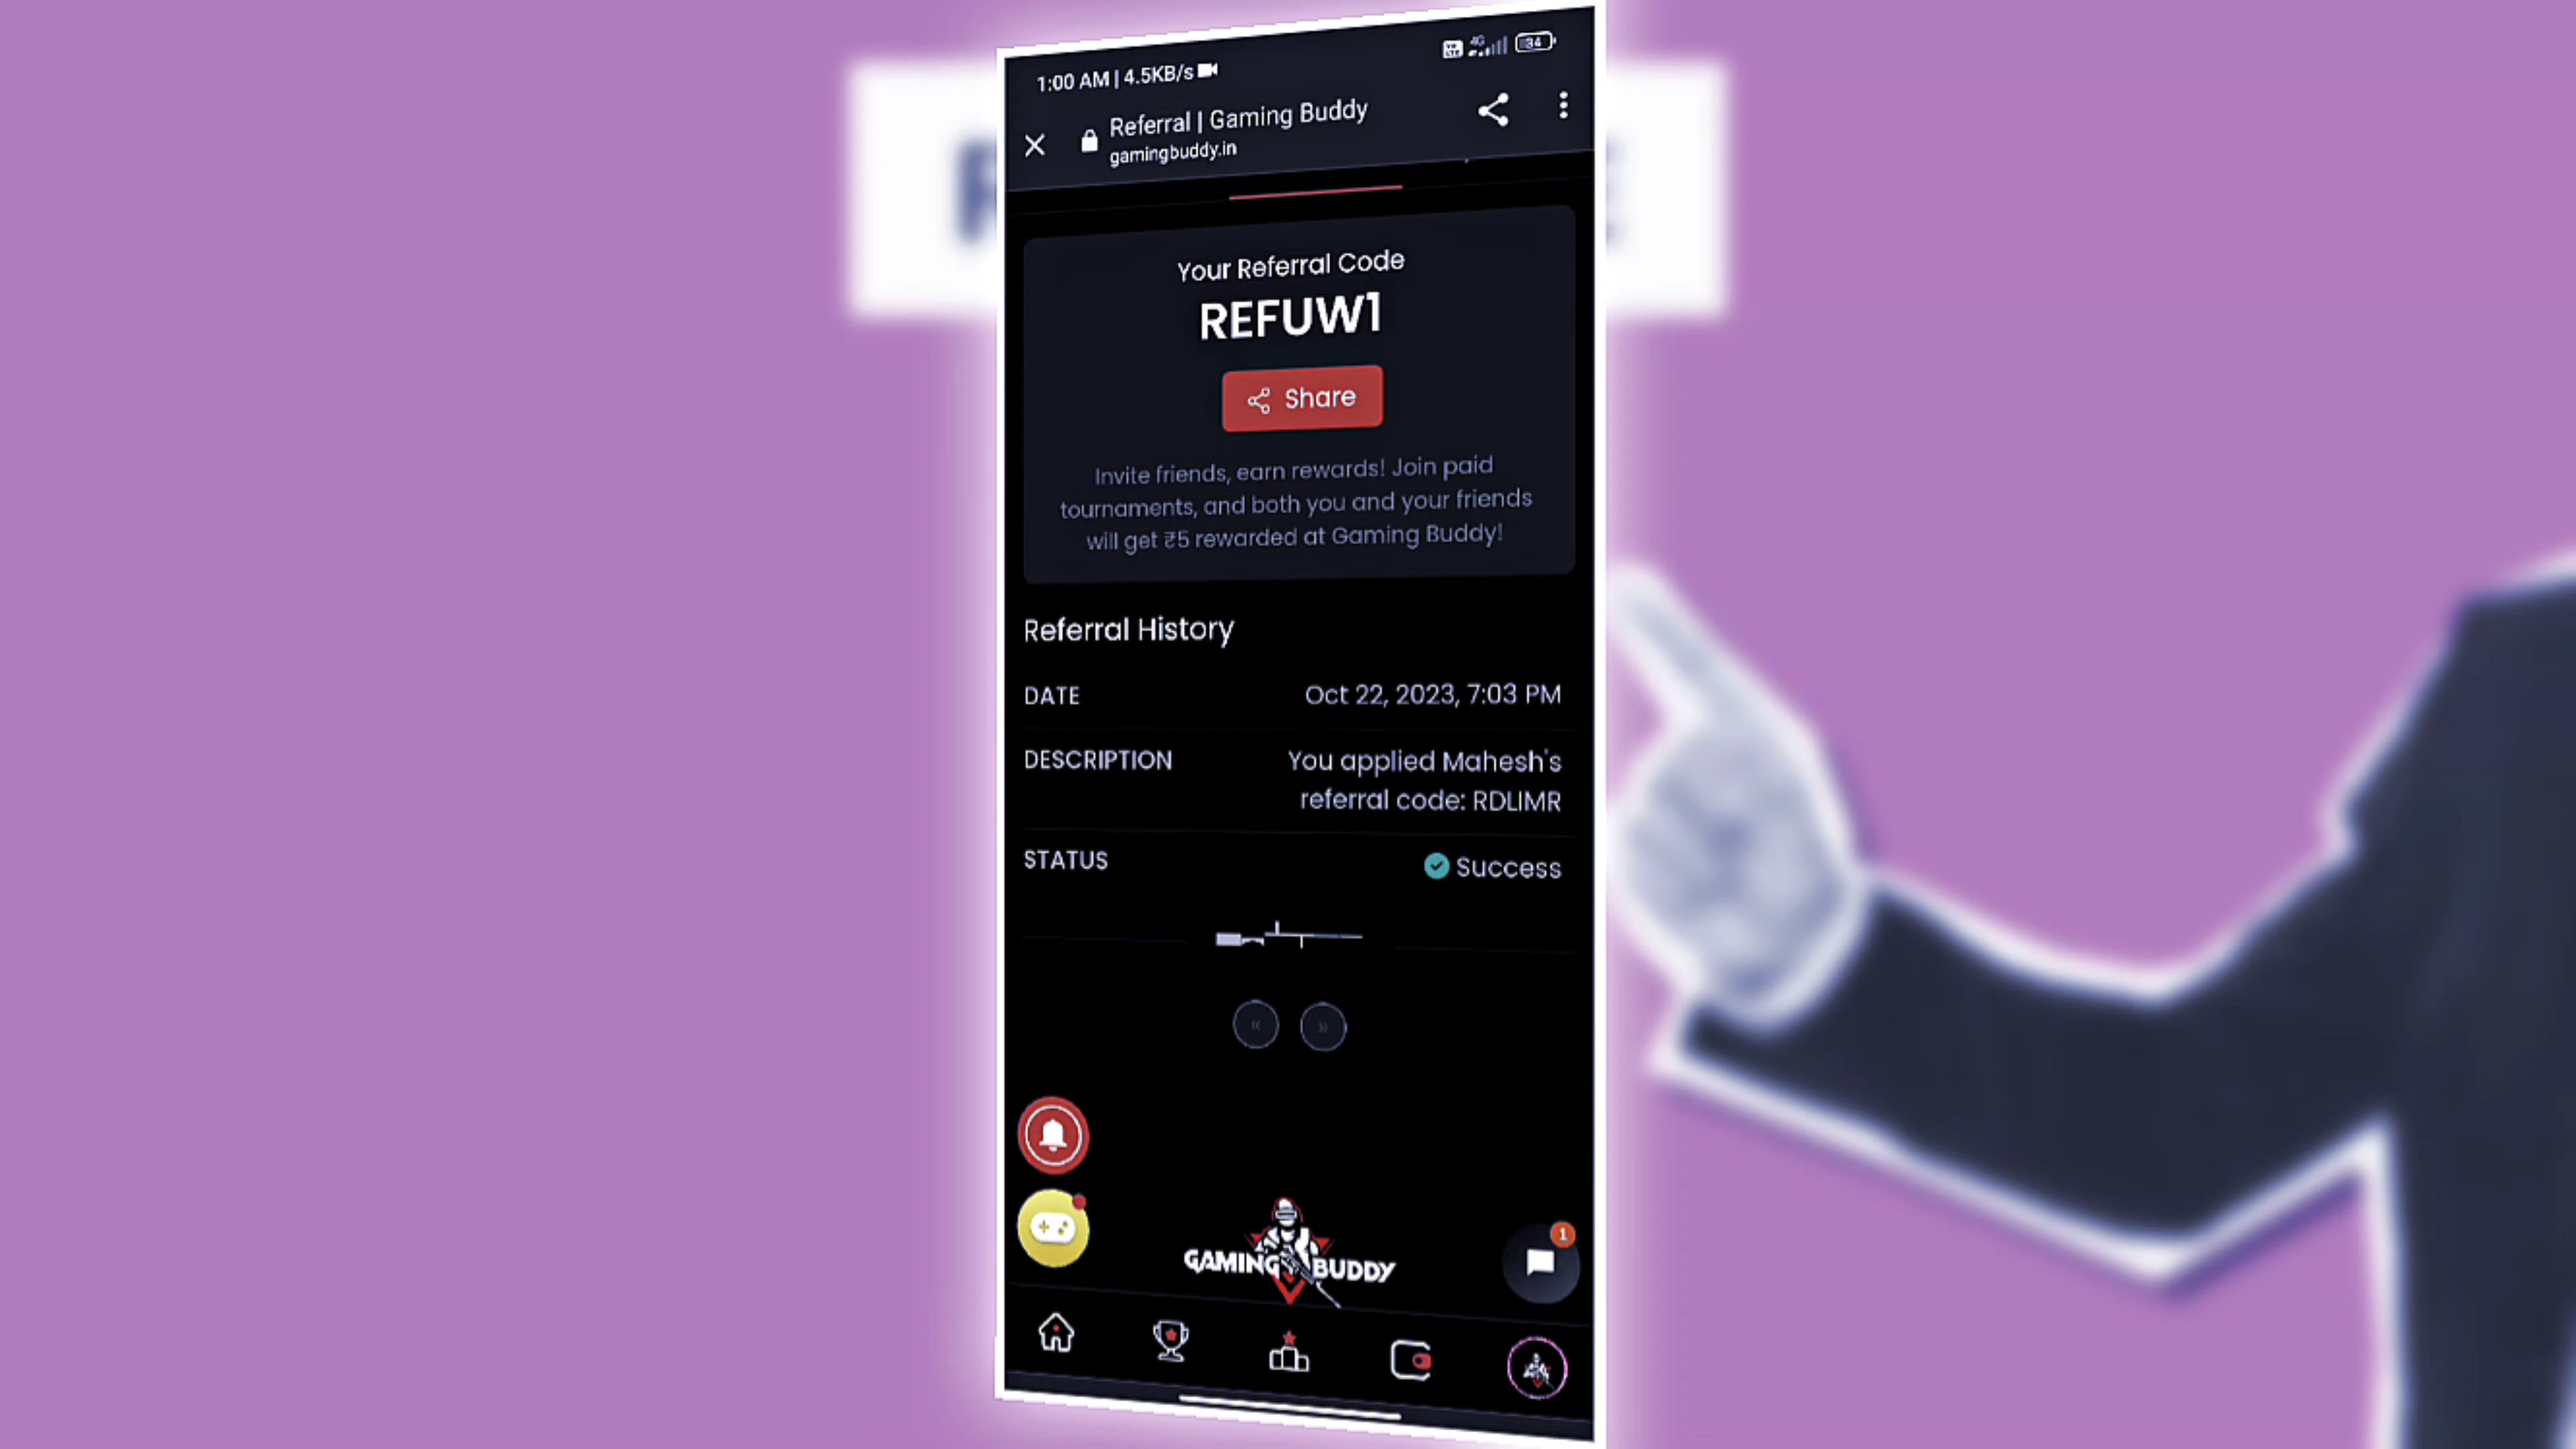 1:00 AM | 4.5KB/s
4G
34
Referral | Gaming Buddy
gamingbuddy.in
Your Referral Code
REFUW1
Share
Invite friends, earn rewards! Join paid
tournaments, and both you and your friends
will get ₹5 rewarded at Gaming Buddy!
Referral History
DATE
Oct 22, 2023, 7:03 PM
DESCRIPTION
You applied Mahesh's
referral code: RDLIMR
STATUS
Success
1
GAMING BUDDY